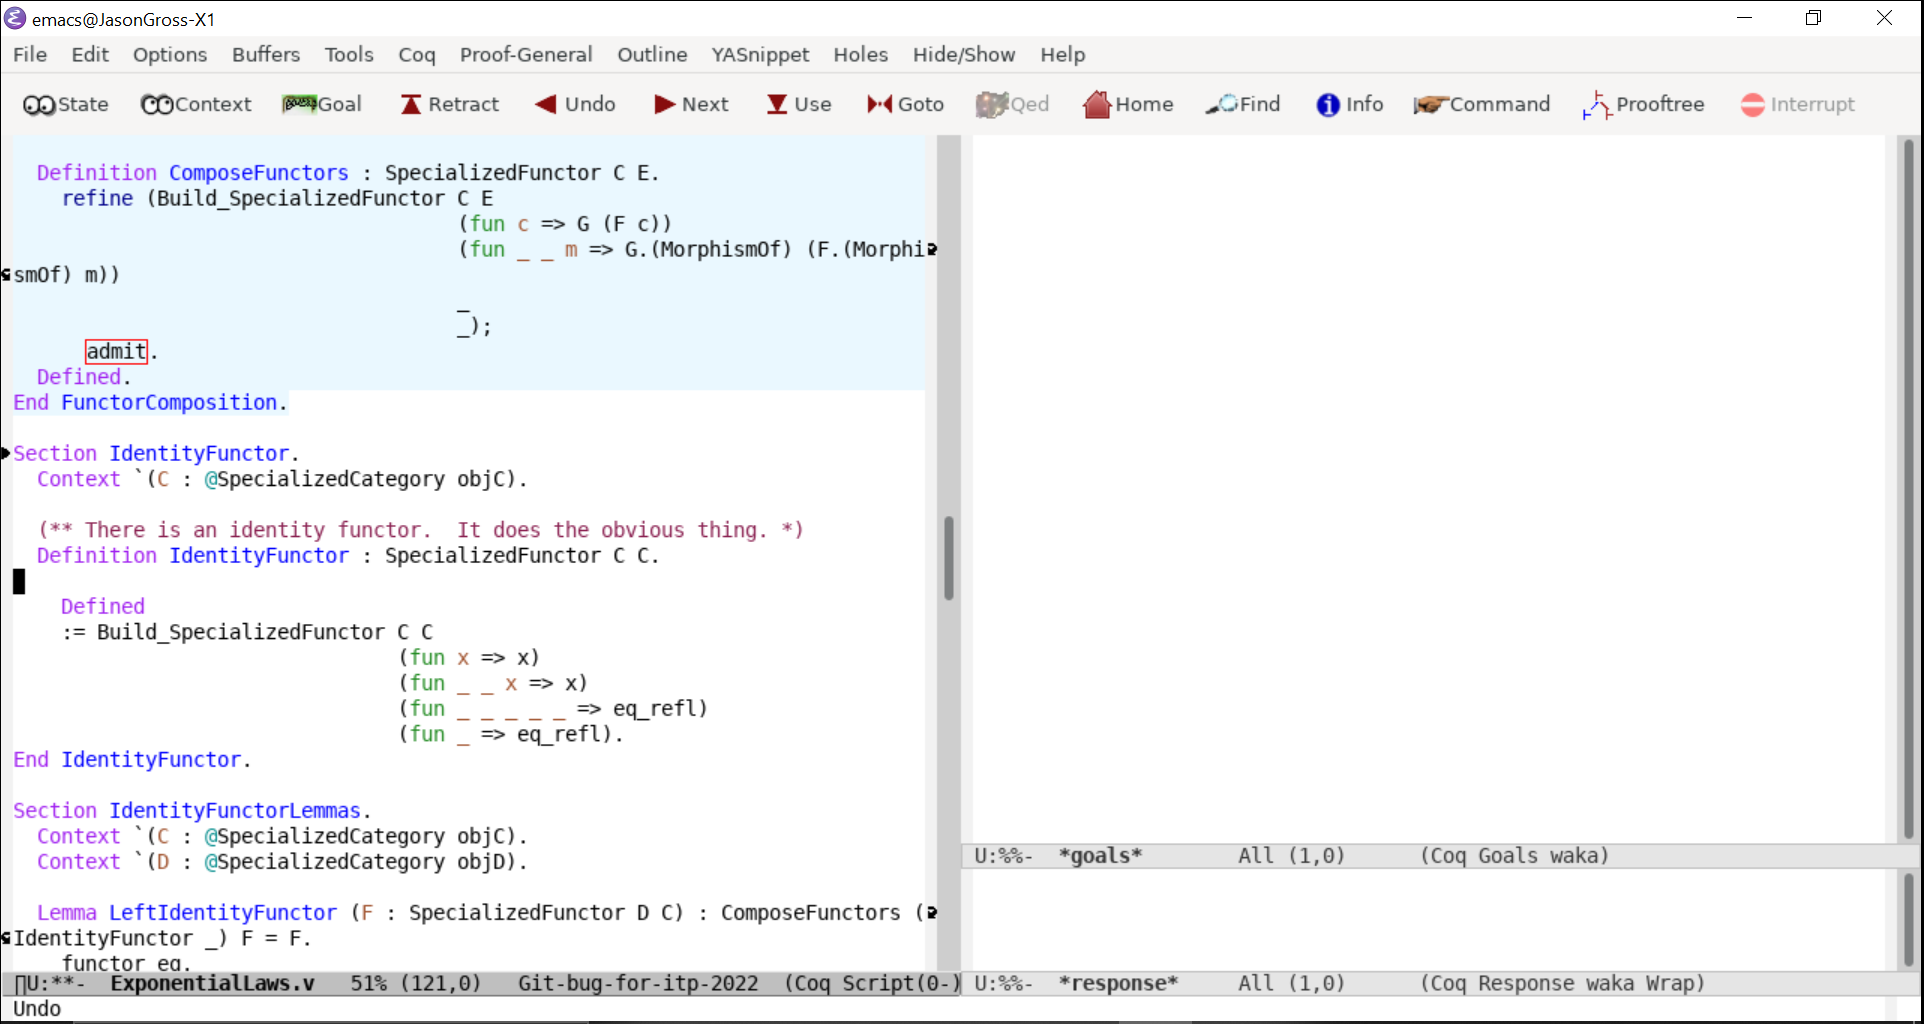 emacs@JasonGross-X1
File Edit Options Buffers Tools Coq Proof-General Outline YASnippet Holes Hide/Show Help
State Context Goal Retract Undo Next Use Goto Qed Home Find Info Command Prooftree Interrupt
Definition ComposeFunctors : SpecializedFunctor C E.
refine (Build_SpecializedFunctor C E
(fun c => G (F c))
(fun _ _ m => G.(MorphismOf) (F.(Morphi
smOf) m))
_
_);
admit.
Defined.
End FunctorComposition.
Section IdentityFunctor.
Context `(C : @SpecializedCategory objC).
(** There is an identity functor.  It does the obvious thing. *)
Definition IdentityFunctor : SpecializedFunctor C C.
Defined
:= Build_SpecializedFunctor C C
(fun x => x)
(fun _ _ x => x)
(fun _ _ _ _ _ => eq_refl)
(fun _ => eq_refl).
End IdentityFunctor.
Section IdentityFunctorLemmas.
Context `(C : @SpecializedCategory objC).
Context `(D : @SpecializedCategory objD).
Lemma LeftIdentityFunctor (F : SpecializedFunctor D C) : ComposeFunctors (
IdentityFunctor _) F = F.
functor_eq.
U:**- ExponentialLaws.v 51% (121,0) Git-bug-for-itp-2022 (Coq Script(0-)
U:%%- *goals* All (1,0) (Coq Goals waka)
U:%%- *response* All (1,0) (Coq Response waka Wrap)
Undo